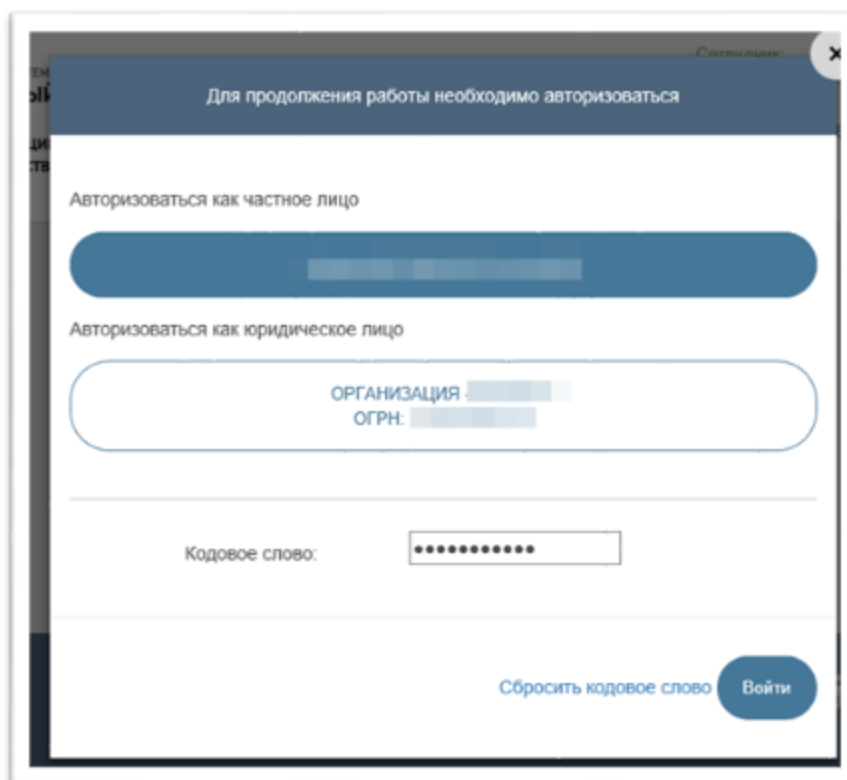 Сотрудник:
Для продолжения работы необходимо авторизоваться
Авторизоваться как частное лицо
Авторизоваться как юридическое лицо
ОРГАНИЗАЦИЯ
ОГРН:
Кодовое слово:
Сбросить кодовое слово
Войти